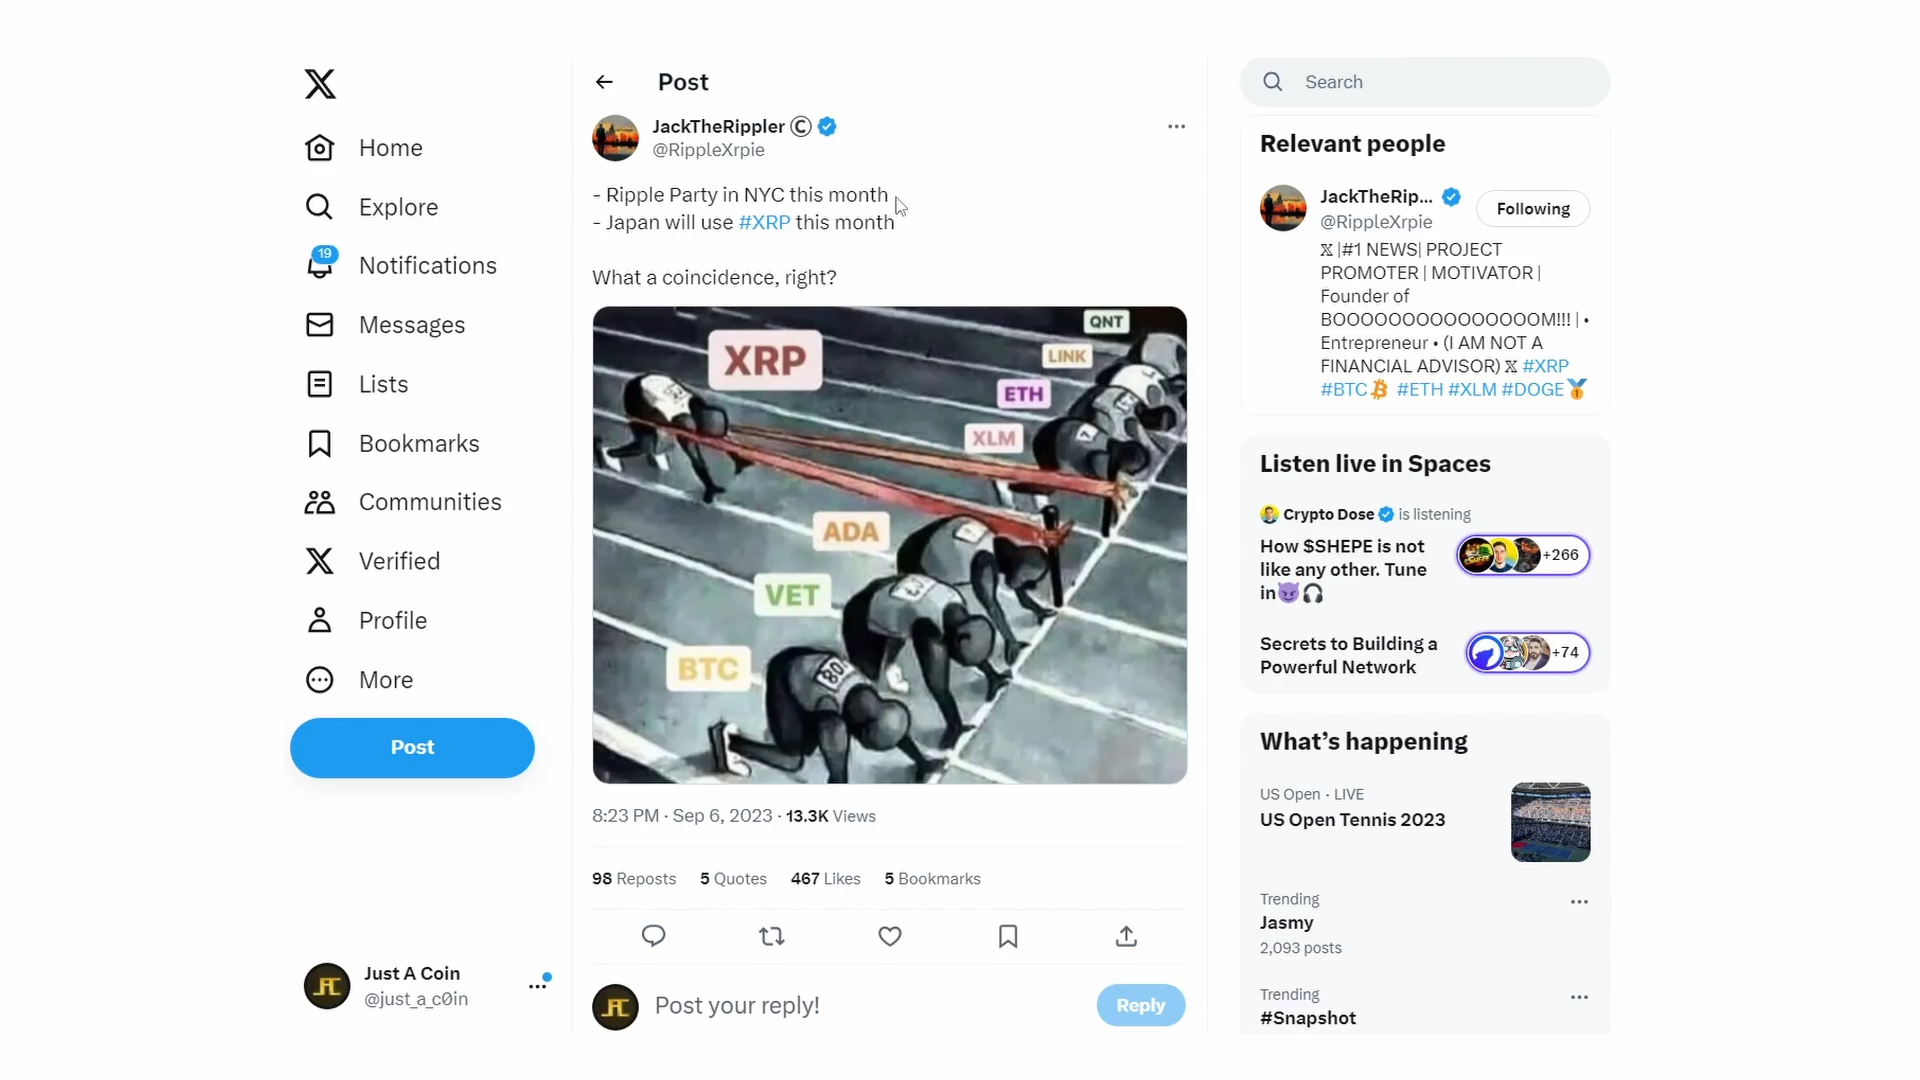 Home
Explore
19
Notifications
Messages
Lists
Bookmarks
Communities
Verified
Profile
More
Post
Just A Coin
@just_a_c0in
Post
JackTheRippler ©
@RippleXrpie
- Ripple Party in NYC this month
- Japan will use #XRP this month
What a coincidence, right?
QNT
XRP
LINK
ETH
XLM
ADA
VET
BTC
8:23 PM · Sep 6, 2023 · 13.3K Views
98 Reposts 5 Quotes 467 Likes 5 Bookmarks
Post your reply!
Reply
Search
Relevant people
JackTheRip...
@RippleXrpie
Following
𝕏 |#1 NEWS| PROJECT
PROMOTER | MOTIVATOR |
Founder of
BOOOOOOOOOOOOOOM!!! | •
Entrepreneur • (I AM NOT A
FINANCIAL ADVISOR) 𝕏 #XRP
#BTC #ETH #XLM #DOGE
Listen live in Spaces
Crypto Dose is listening
How $SHEPE is not
like any other. Tune
in
+266
Secrets to Building a
Powerful Network
+74
What's happening
US Open · LIVE
US Open Tennis 2023
Trending
Jasmy
2,093 posts
Trending
#Snapshot